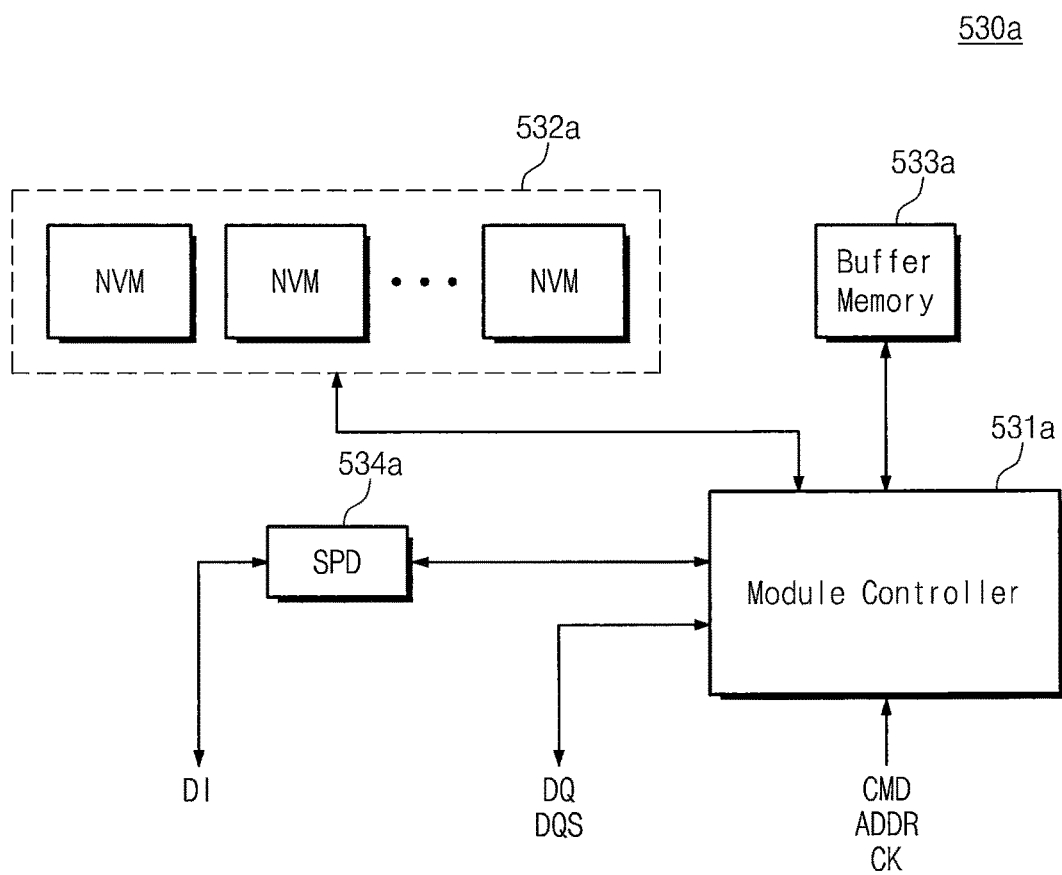 530a
532a
533a
NVM
NVM
NVM
Buffer
Memory
531a
534a
SPD
Module Controller
DI
DQ
DQS
CMD
ADDR
CK